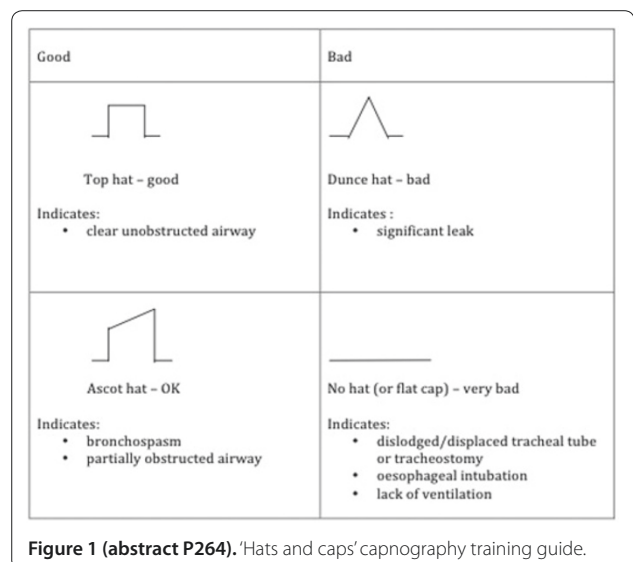 Good
Bad
Top hat – good
Indicates:
• clear unobstructed airway
Dunce hat – bad
Indicates :
• significant leak
Ascot hat – OK
Indicates:
• bronchospasm
• partially obstructed airway
No hat (or flat cap) – very bad
Indicates:
• dislodged/displaced tracheal tube
or tracheostomy
• oesophageal intubation
• lack of ventilation
Figure 1 (abstract P264). 'Hats and caps' capnography training guide.